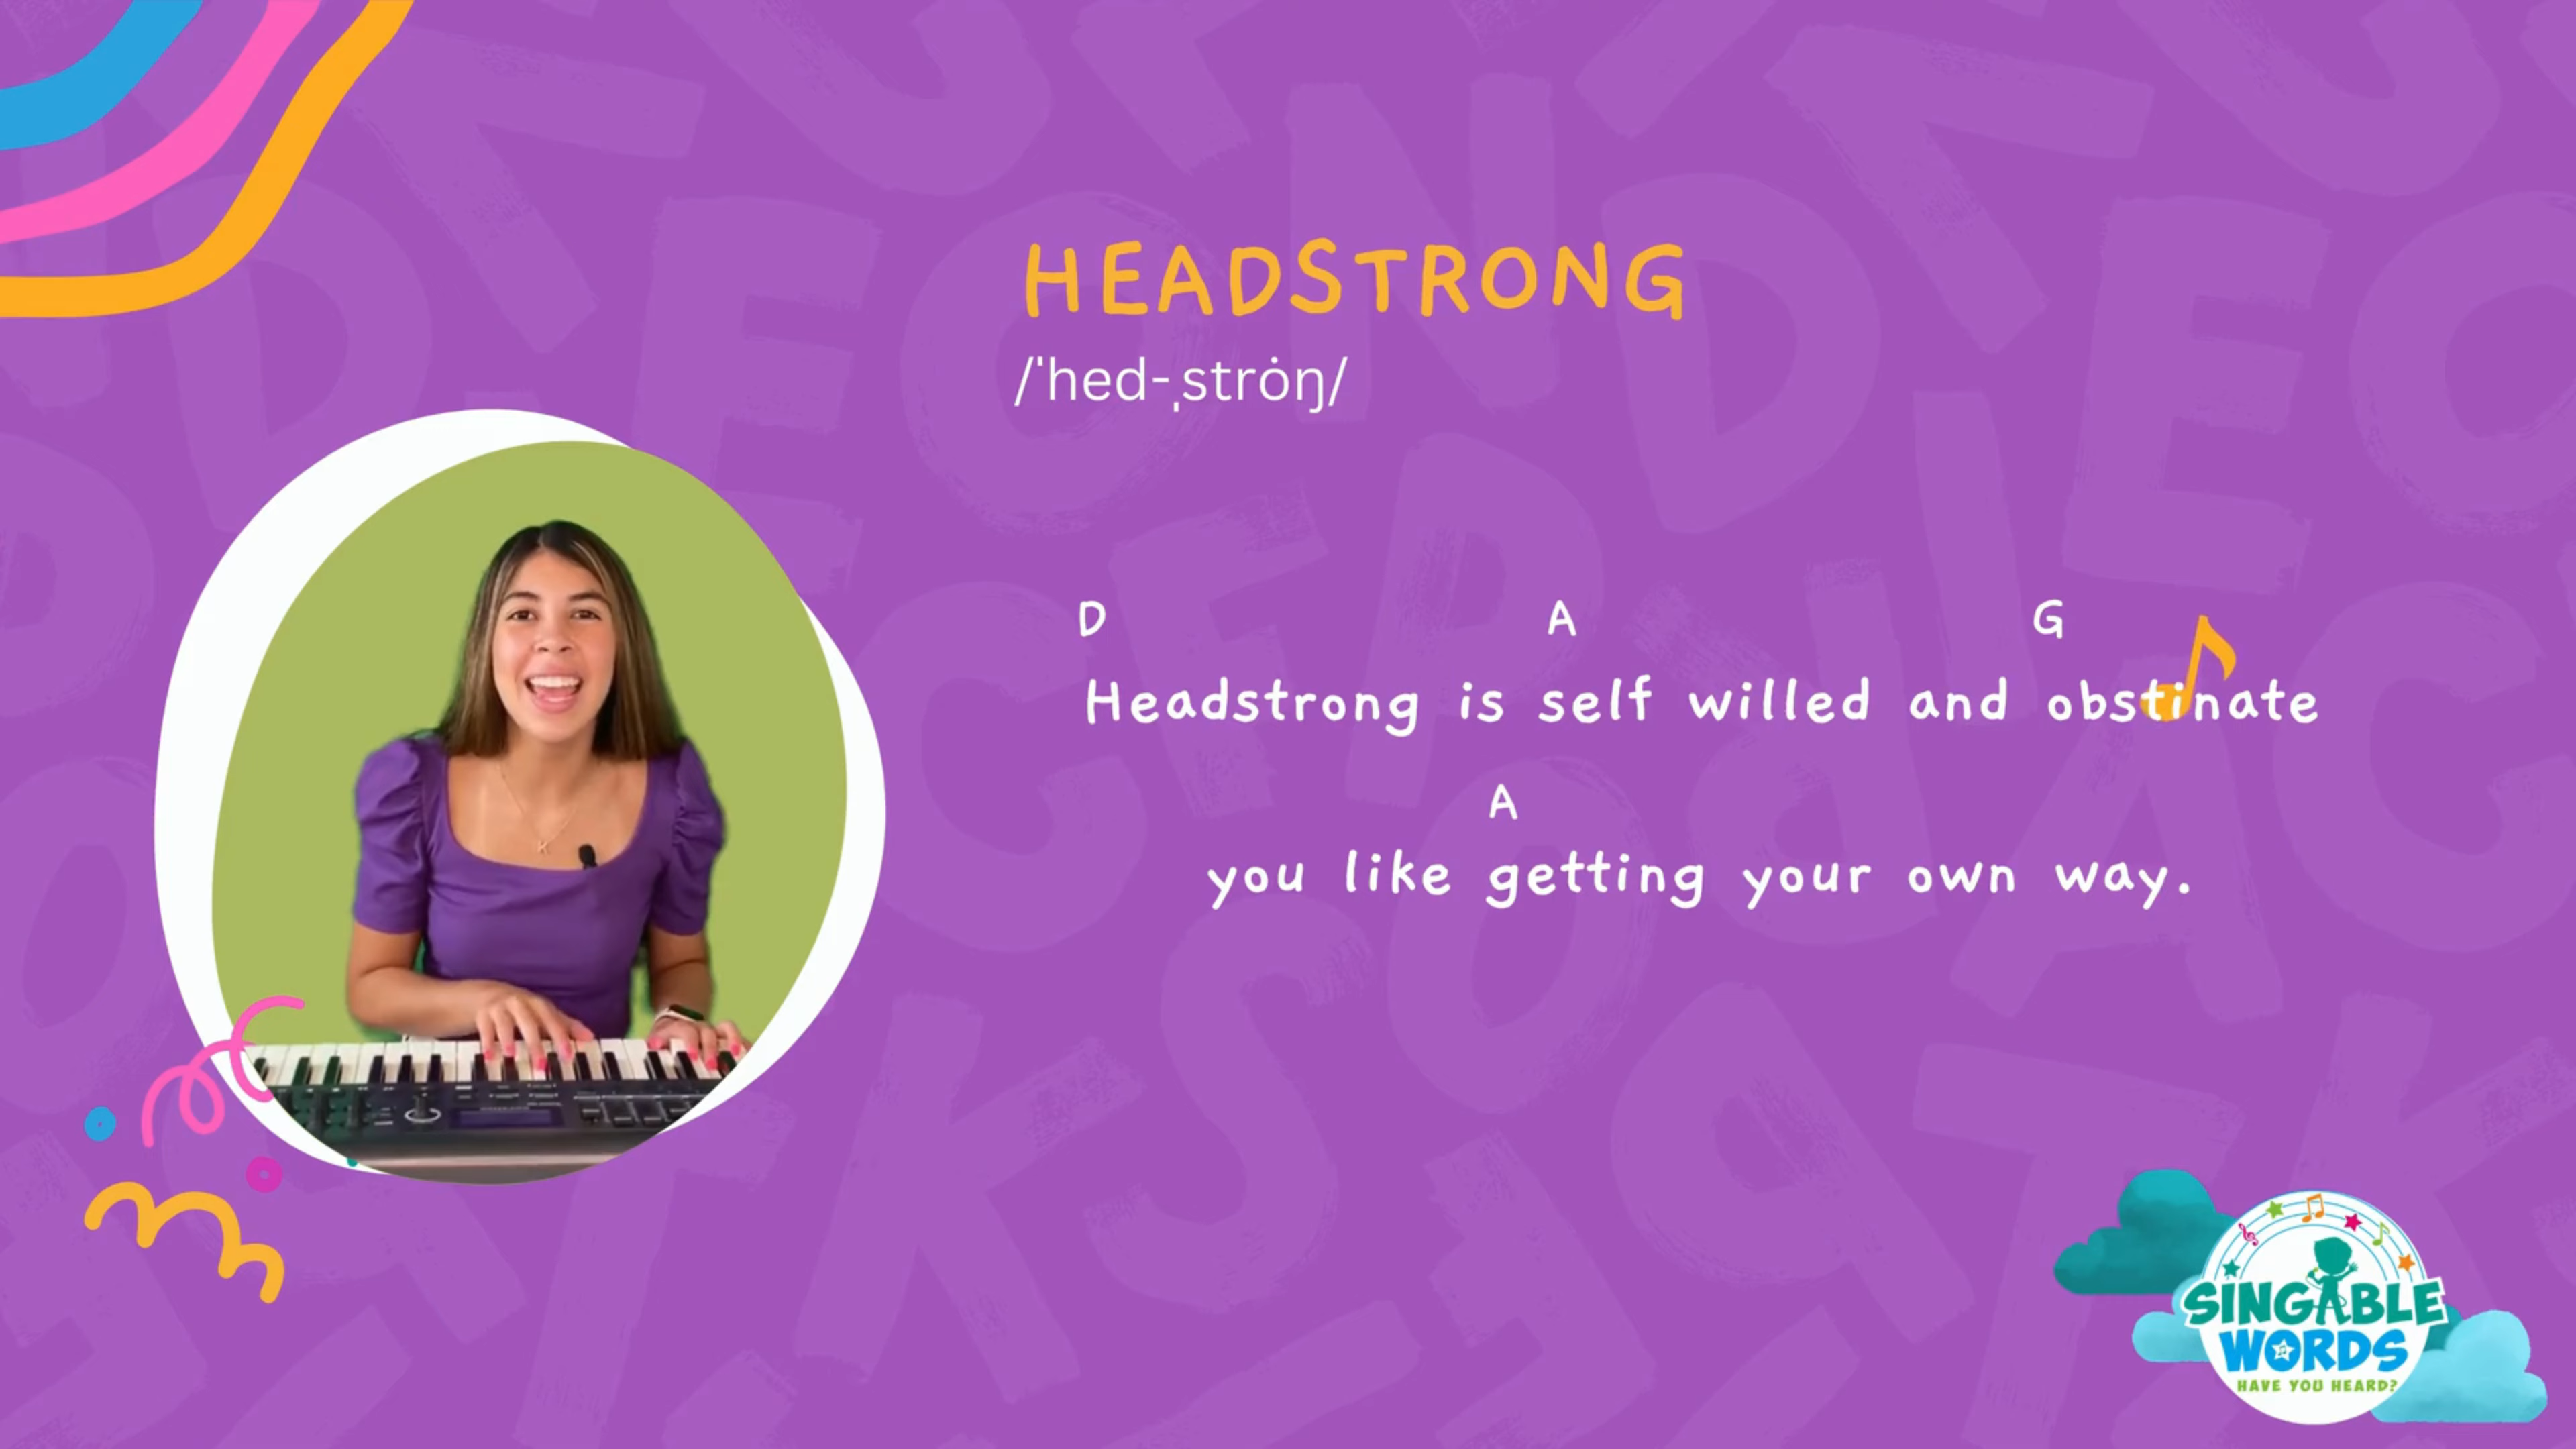 HEADSTRONG
/ˈhed-ˌstrȯŋ/
D A G
Headstrong is self willed and obstinate
A
you like getting your own way.
SINGABLE
WORDS
HAVE YOU HEARD?